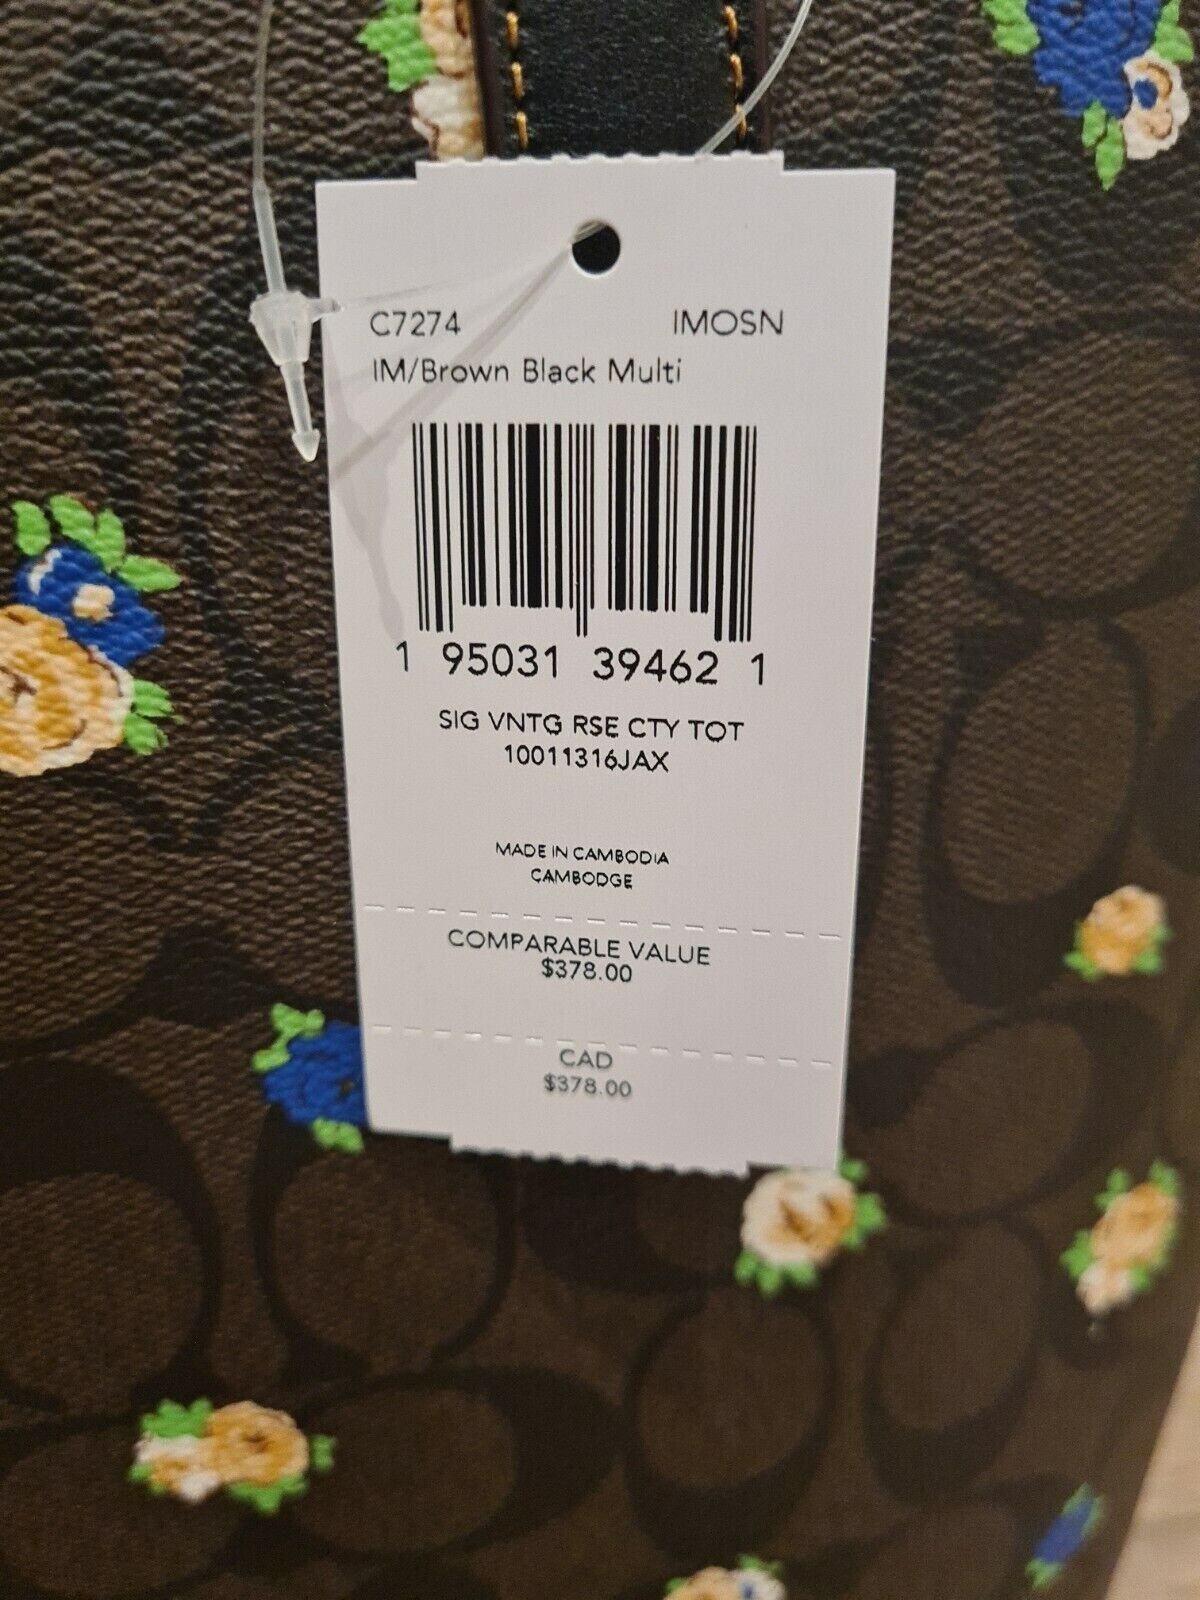 C7274 IMOSN
IM/Brown Black Multi
1 95031 39462 1
SIG VNTG RSE CTY TOT
10011316JAX
MADE IN CAMBODIA
CAMBODGE
COMPARABLE VALUE
$378.00
CAD
$378.00